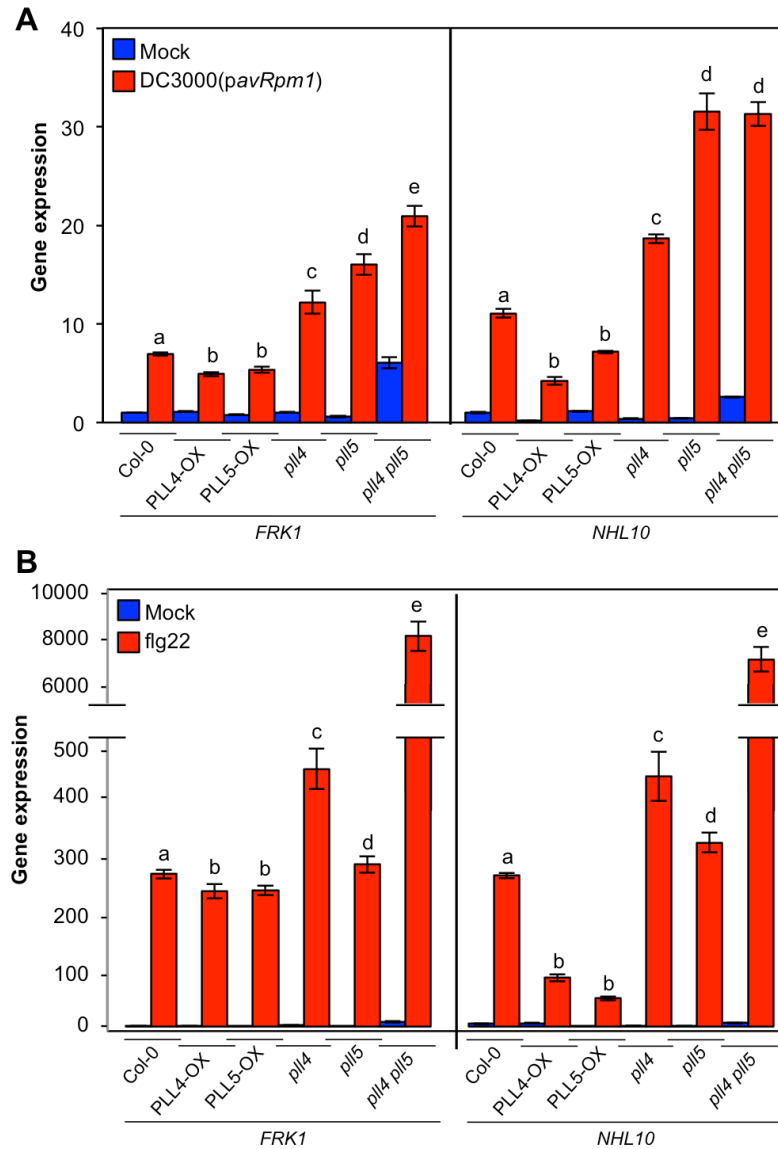 A
40
30
20
10
0
Gene expression
Mock
DC3000(pavRpm1)
a
b
b
c
d
e
a
b
b
c
d
d
Col-0
PLL4-OX
PLL5-OX
pll4
pll5
pll4 pll5
Col-0
PLL4-OX
PLL5-OX
pll4
pll5
pll4 pll5
FRK1
NHL10
B
10000
8000
6000
500
400
300
200
100
0
Gene expression
Mock
flg22
a
b
b
c
d
e
a
b
b
c
d
e
Col-0
PLL4-OX
PLL5-OX
pll4
pll5
pll4 pll5
Col-0
PLL4-OX
PLL5-OX
pll4
pll5
pll4 pll5
FRK1
NHL10